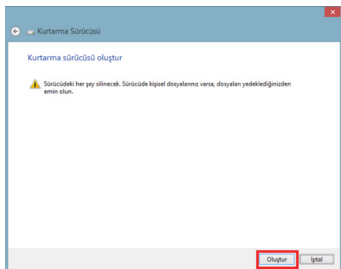 Kurtarma Sürücüsü
Kurtarma sürücüsü oluştur
Sürücüdeki her şey silinecek. Sürücüde kişisel dosyalarınız varsa, dosyaları yedeklediğinizden
emin olun.
Oluştur
İptal